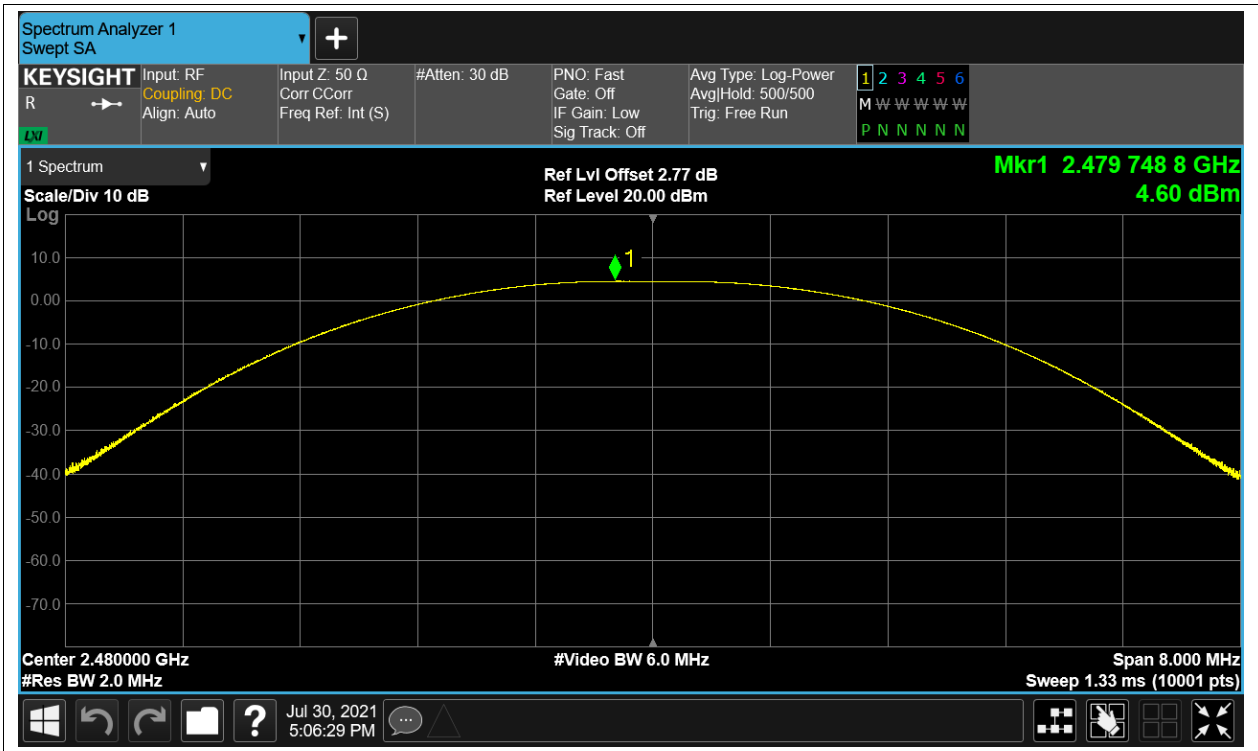 Spectrum Analyzer 1
Swept SA
KEYSIGHT
R
LXI
Input: RF
Coupling: DC
Align: Auto
Input Z: 50 Ω
Corr CCorr
Freq Ref: Int (S)
#Atten: 30 dB
PNO: Fast
Gate: Off
IF Gain: Low
Sig Track: Off
Avg Type: Log-Power
Avg|Hold: 500/500
Trig: Free Run
1 2 3 4 5 6
M W W W W W
P N N N N N
1 Spectrum
Scale/Div 10 dB
Log
Ref Lvl Offset 2.77 dB
Ref Level 20.00 dBm
Mkr1 2.479 748 8 GHz
4.60 dBm
1
10.0
0.00
-10.0
-20.0
-30.0
-40.0
-50.0
-60.0
-70.0
Center 2.480000 GHz
#Res BW 2.0 MHz
#Video BW 6.0 MHz
Span 8.000 MHz
Sweep 1.33 ms (10001 pts)
?
Jul 30, 2021
5:06:29 PM